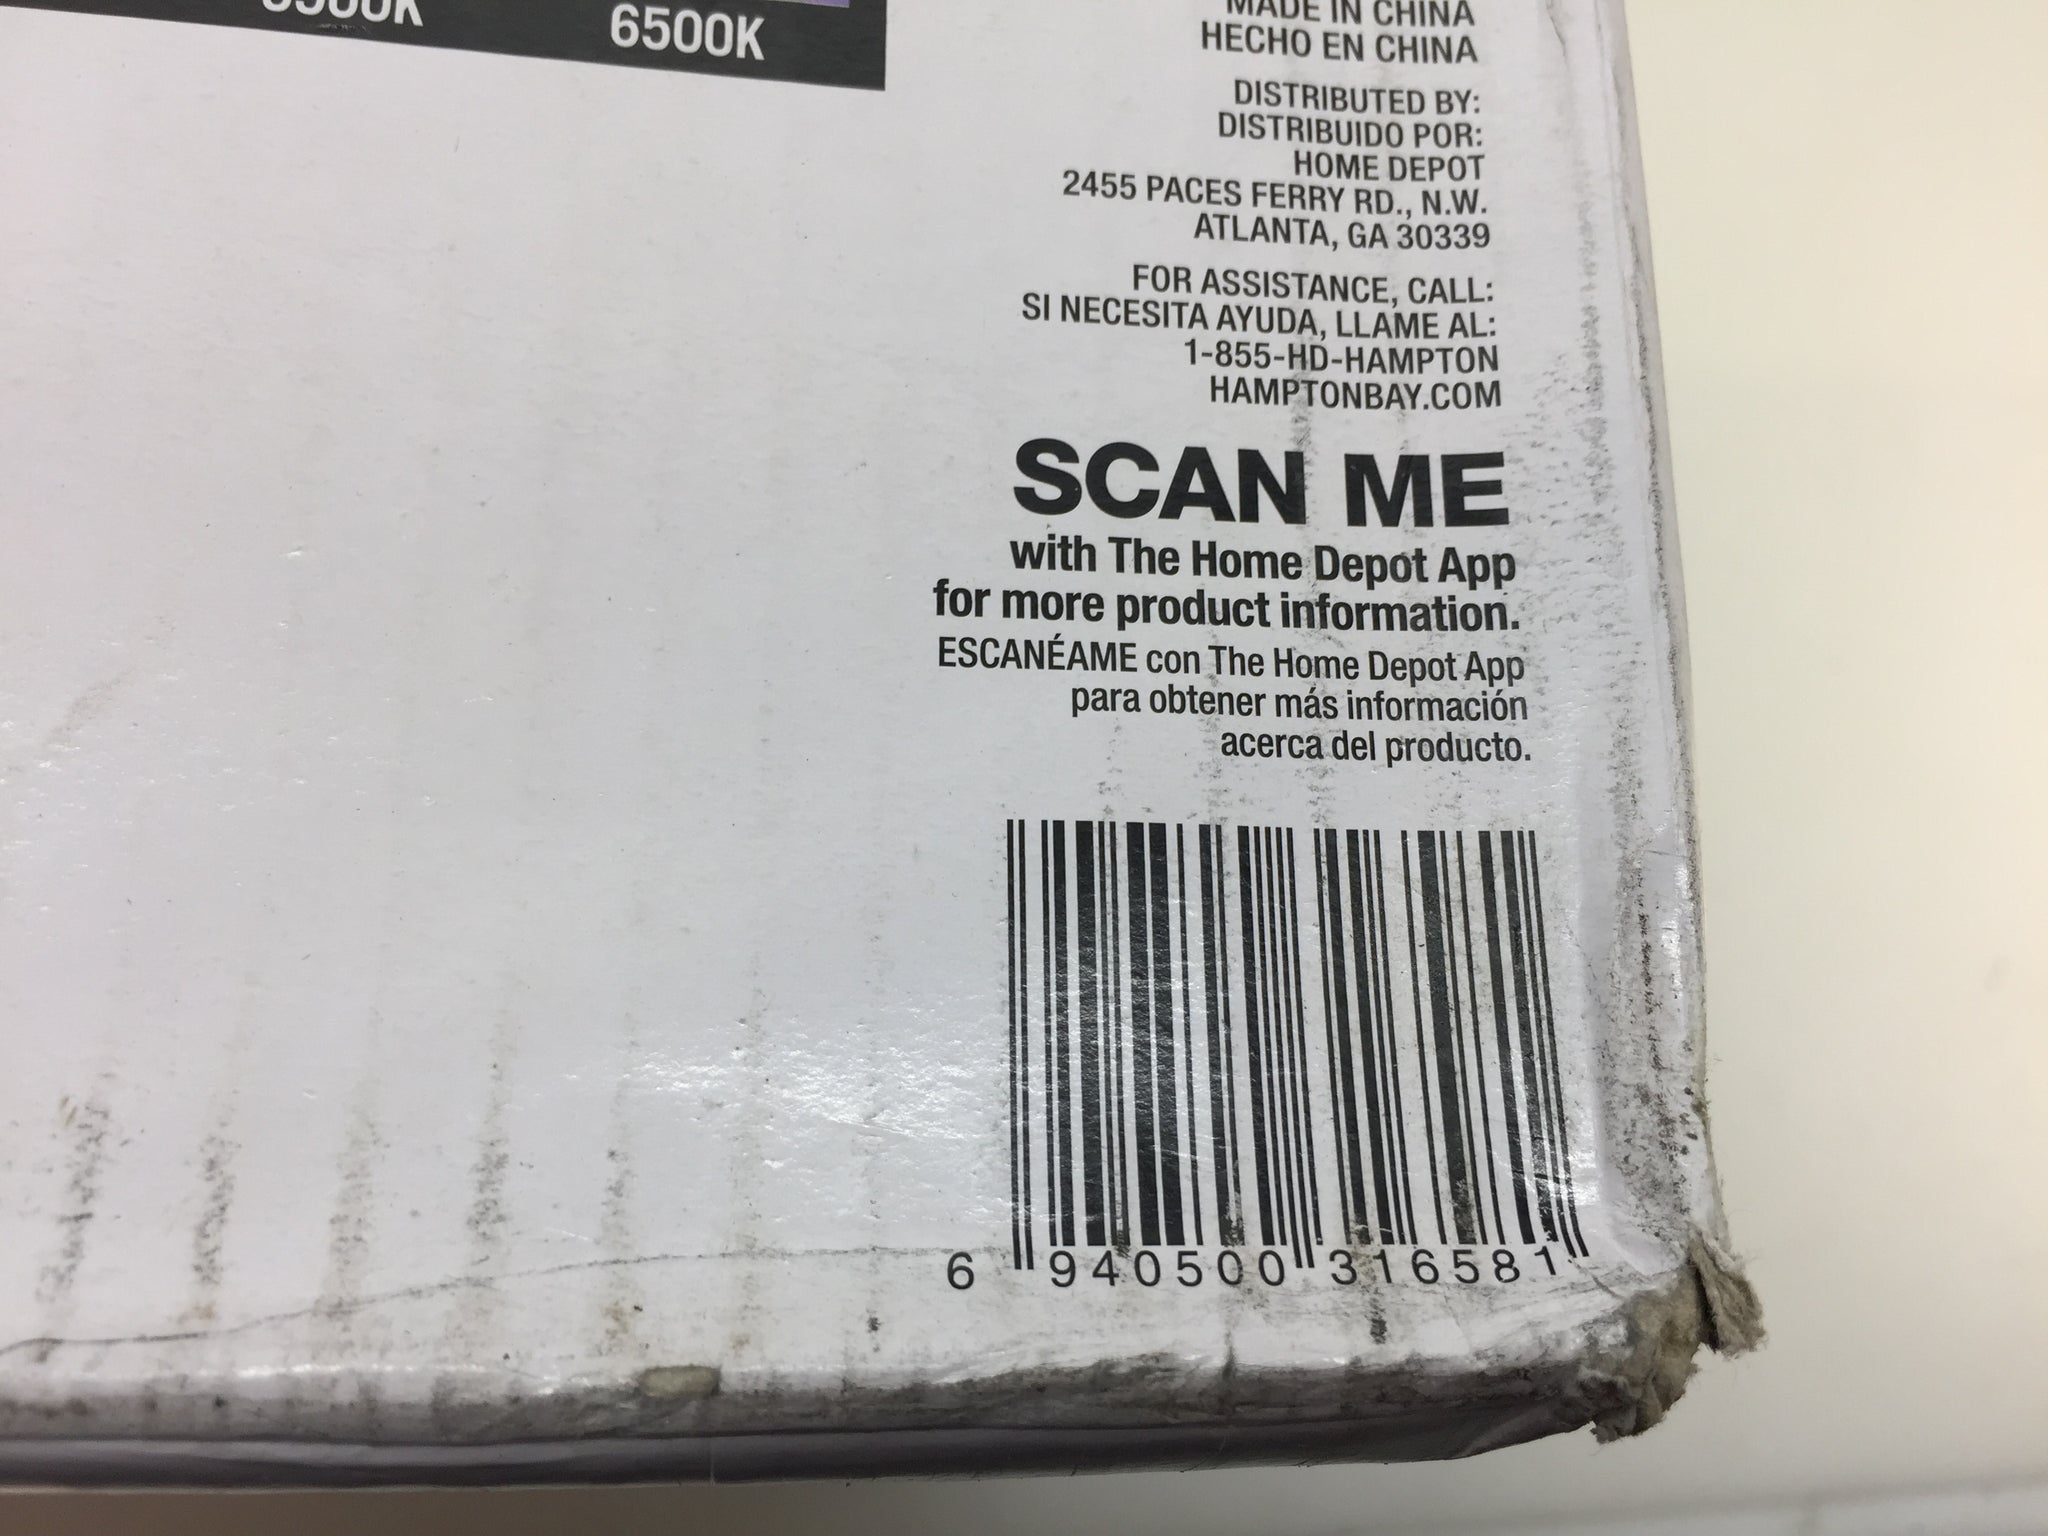 6500K
MADE IN CHINA
HECHO EN CHINA
DISTRIBUTED BY:
DISTRIBUIDO POR:
HOME DEPOT
2455 PACES FERRY RD., N.W.
ATLANTA, GA 30339
FOR ASSISTANCE, CALL:
SI NECESITA AYUDA, LLAME AL:
1-855-HD-HAMPTON
HAMPTONBAY.COM
SCAN ME
with The Home Depot App
for more product information.
ESCANÉAME con The Home Depot App
para obtener más información
acerca del producto.
6 940500 316581